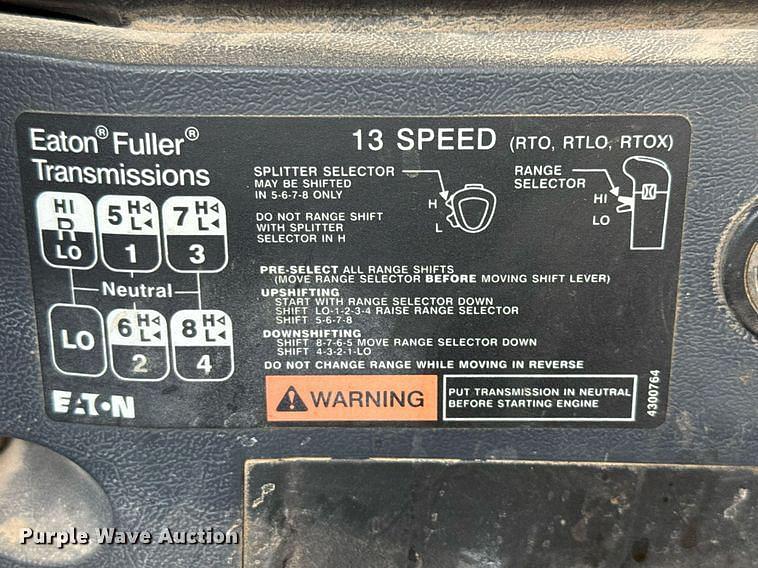 Eaton® Fuller®
Transmissions
13 SPEED (RTO, RTLO, RTOX)
SPLITTER SELECTOR
MAY BE SHIFTED
IN 5-6-7-8 ONLY
DO NOT RANGE SHIFT
WITH SPLITTER
SELECTOR IN H
H
L
RANGE
SELECTOR
HI
LO
HI
R
LO
5 H
L
1
7 H
L
3
Neutral
LO
6 H
L
2
8 H
L
4
PRE-SELECT ALL RANGE SHIFTS
(MOVE RANGE SELECTOR BEFORE MOVING SHIFT LEVER)
UPSHIFTING
START WITH RANGE SELECTOR DOWN
SHIFT LO-1-2-3-4 RAISE RANGE SELECTOR
SHIFT 5-6-7-8
DOWNSHIFTING
SHIFT 8-7-6-5 MOVE RANGE SELECTOR DOWN
SHIFT 4-3-2-1-LO
DO NOT CHANGE RANGE WHILE MOVING IN REVERSE
EATON
WARNING
PUT TRANSMISSION IN NEUTRAL
BEFORE STARTING ENGINE
4300764
Purple Wave Auction